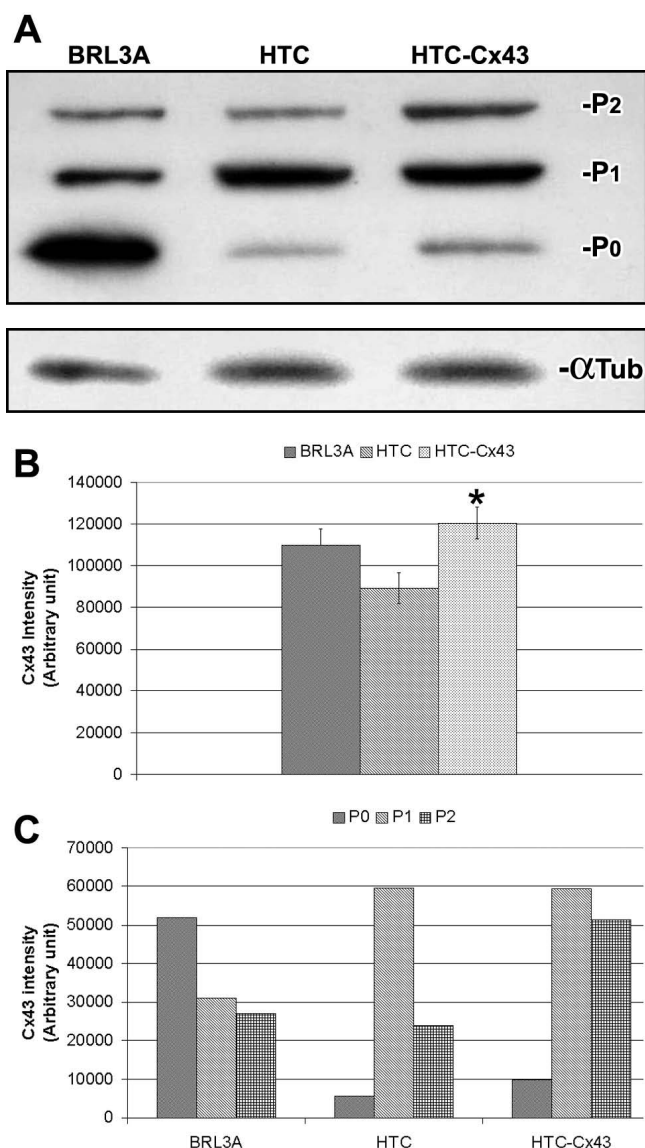 A
BRL3A HTC HTC-Cx43
-P2
-P1
-P0
-αTub
B
BRL3A HTC HTC-Cx43
140000
*
120000
100000
80000
60000
40000
20000
0
Cx43 Intensity
(Arbitrary unit)
C
P0 P1 P2
70000
60000
50000
40000
30000
20000
10000
0
Cx43 intensity
(Arbitrary unit)
BRL3A HTC HTC-Cx43